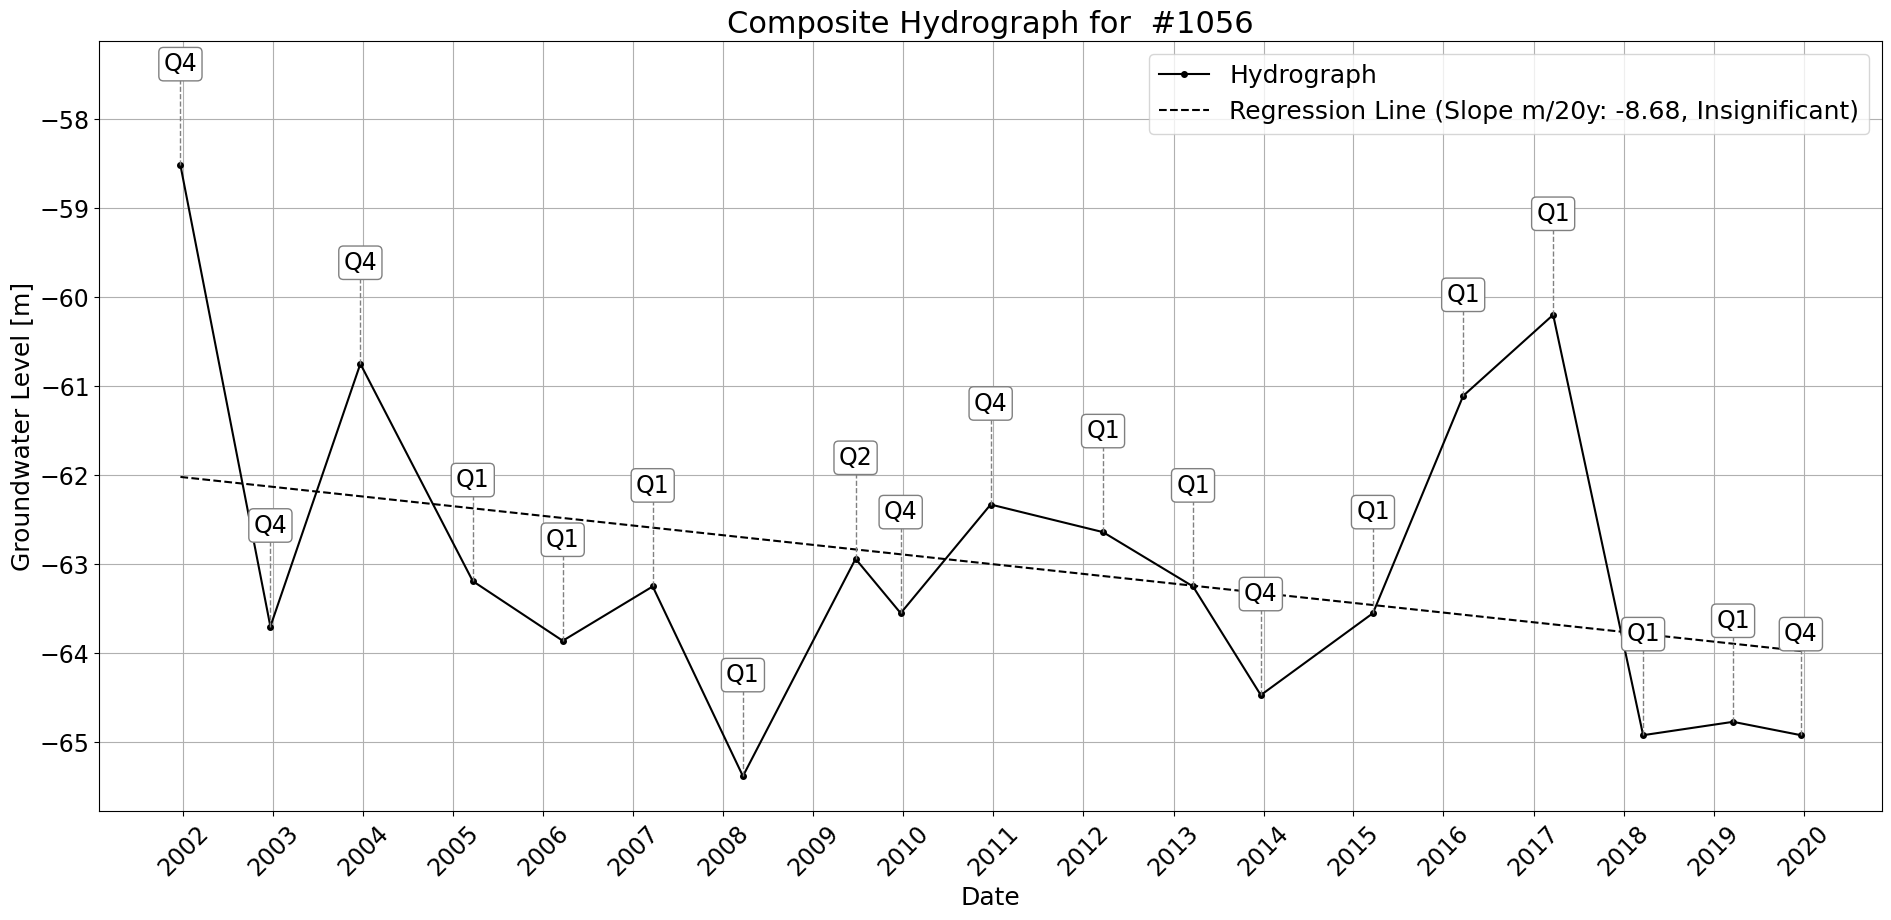 Composite Hydrograph for  #1056
Hydrograph
Regression Line (Slope m/20y: -8.68, Insignificant)
Groundwater Level [m]
−58
−59
−60
−61
−62
−63
−64
−65
Q4
Q4
Q4
Q1
Q1
Q1
Q1
Q2
Q4
Q4
Q1
Q1
Q4
Q1
Q1
Q1
Q1
Q1
Q4
2002
2003
2004
2005
2006
2007
2008
2009
2010
2011
2012
2013
2014
2015
2016
2017
2018
2019
2020
Date